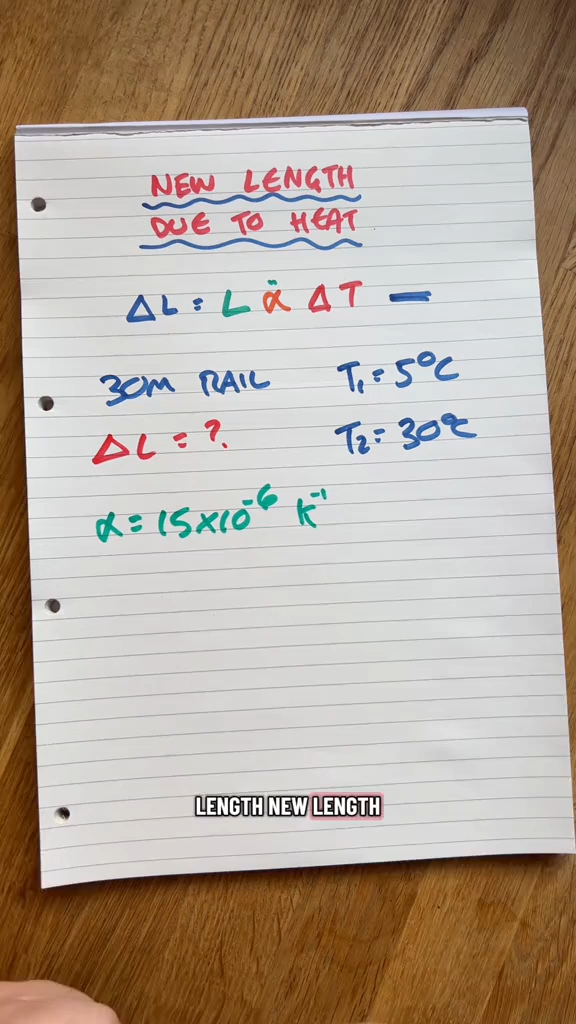 NEW LENGTH
DUE TO HEAT
ΔL = L α ΔT —
30M RAIL T₁ = 5°C
ΔL = ? T₂ = 30°C
α = 15×10⁻⁶ K⁻¹
LENGTH NEW LENGTH